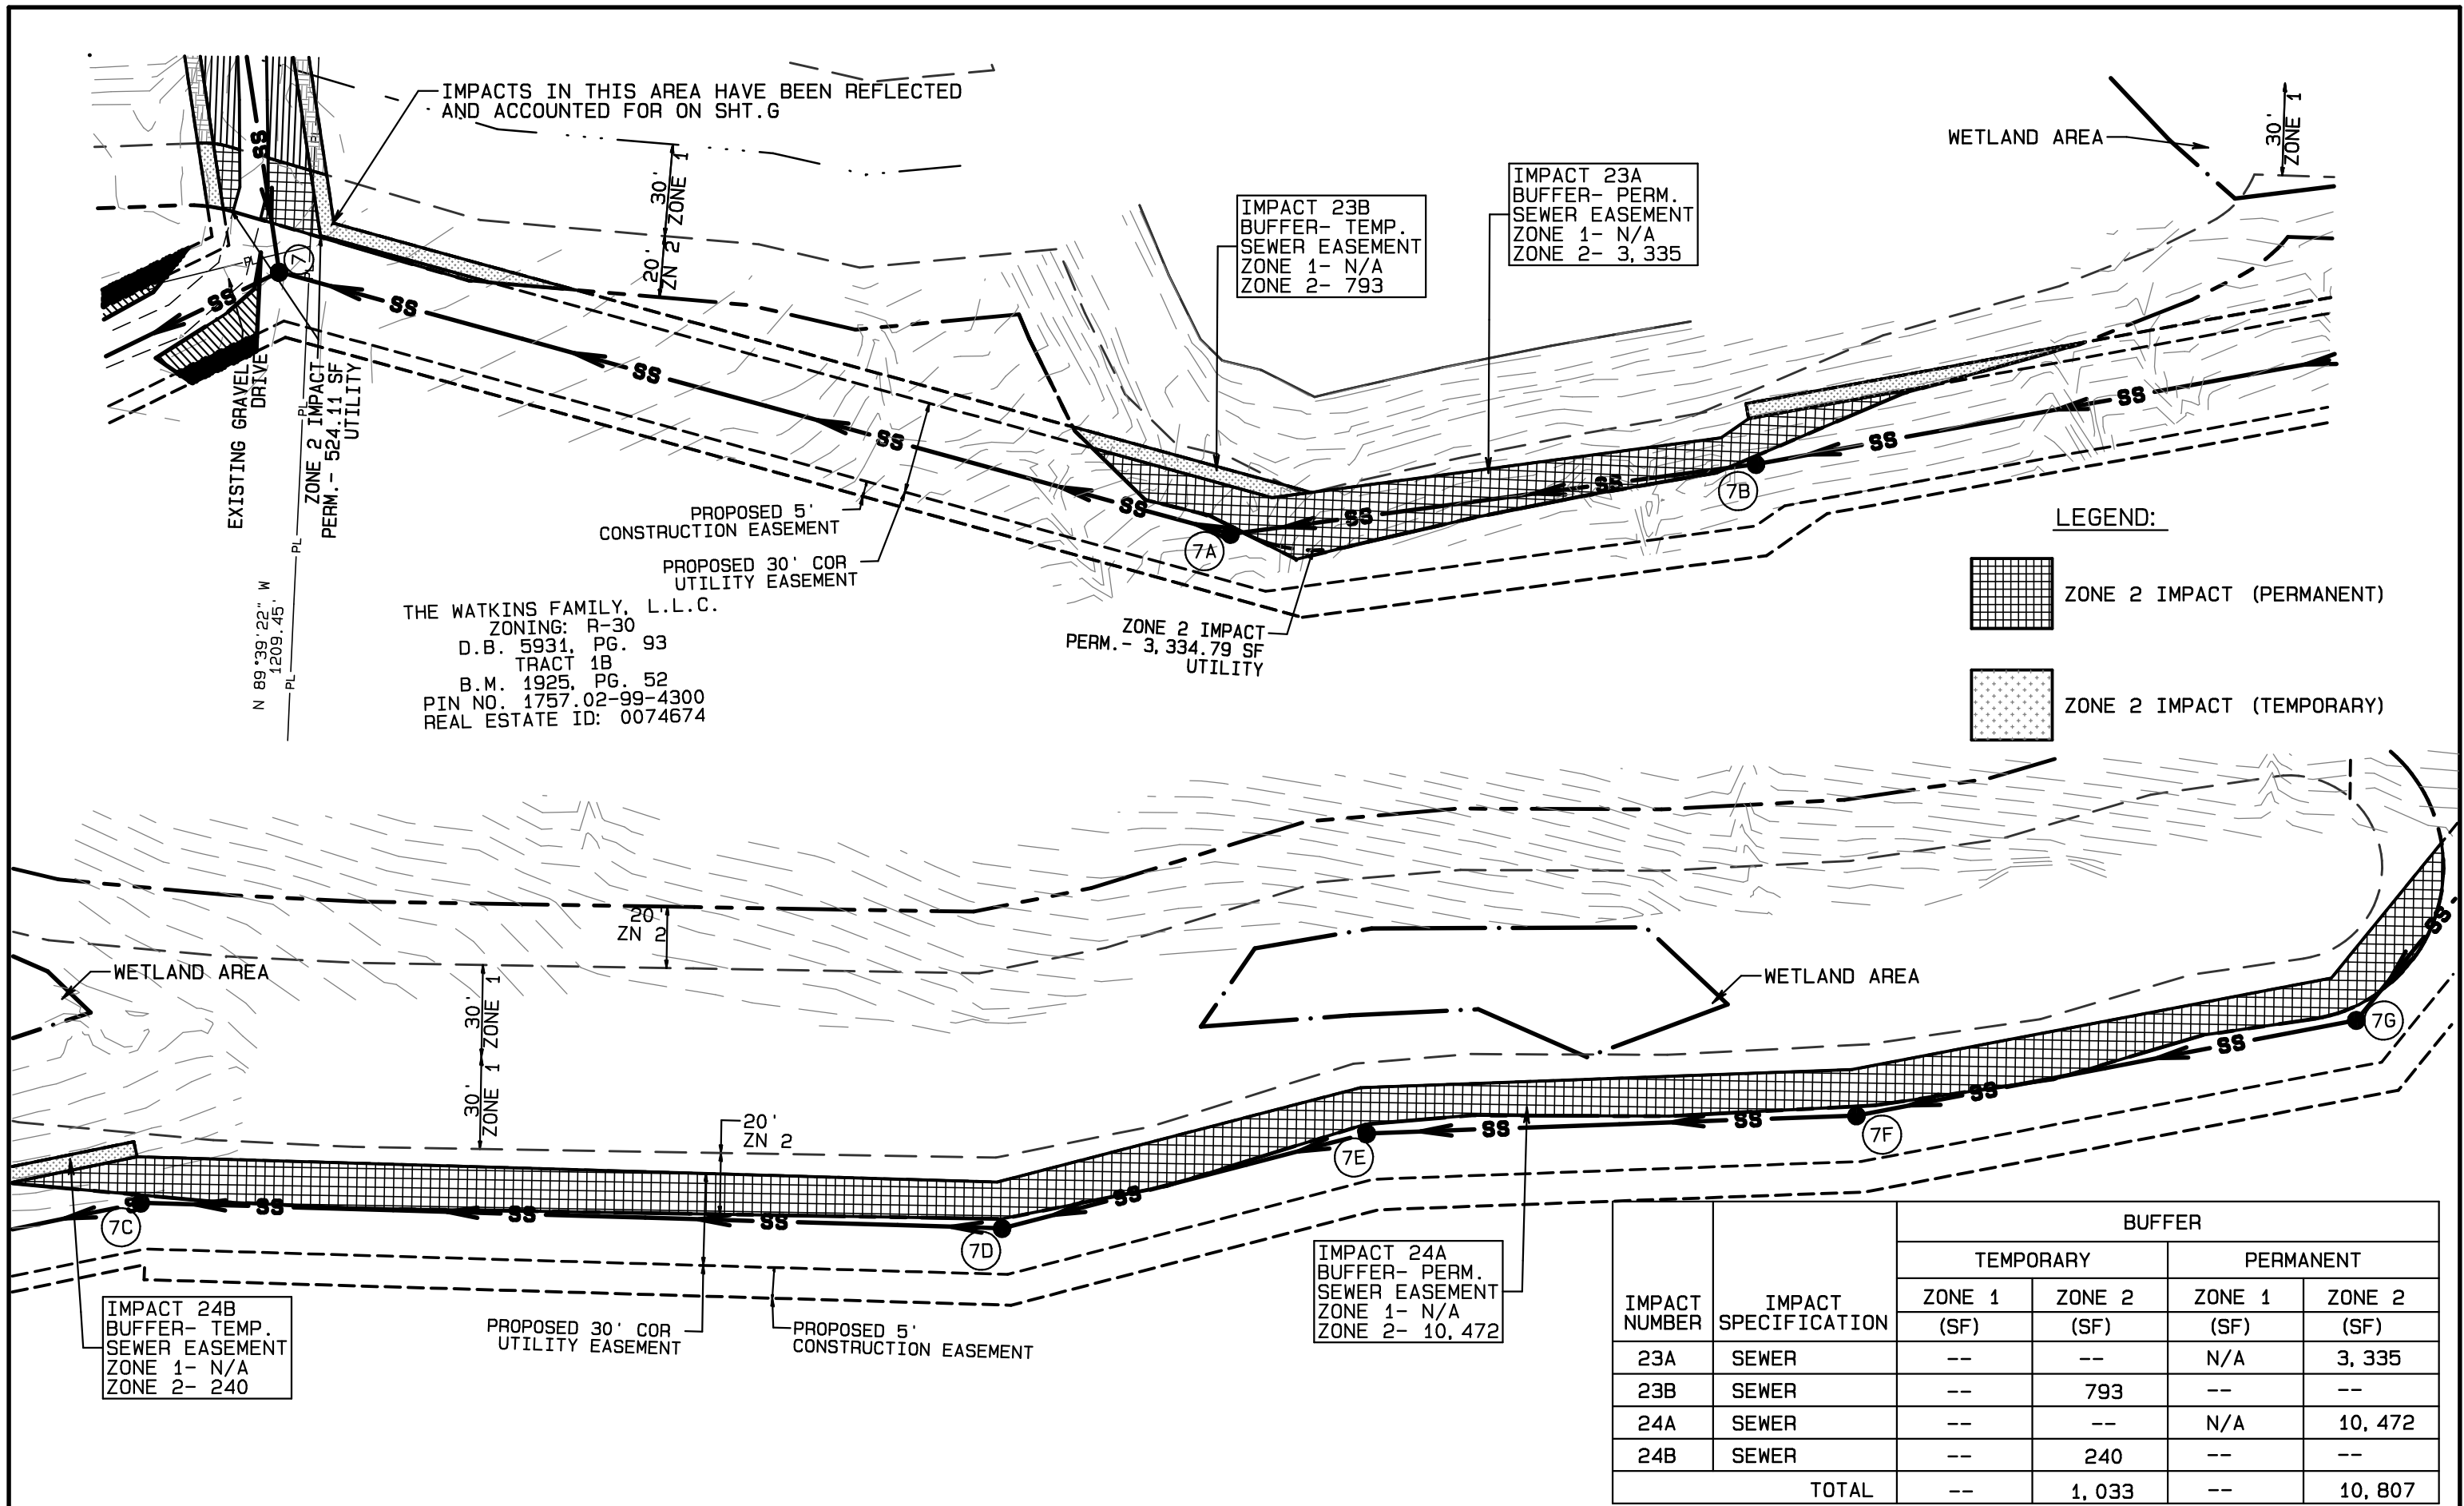 IMPACTS IN THIS AREA HAVE BEEN REFLECTED
AND ACCOUNTED FOR ON SHT.G
30'
ZONE 1
20'
ZN 2
WETLAND AREA
30'
ZONE 1
IMPACT 23B
BUFFER- TEMP.
SEWER EASEMENT
ZONE 1- N/A
ZONE 2- 793
IMPACT 23A
BUFFER- PERM.
SEWER EASEMENT
ZONE 1- N/A
ZONE 2- 3,335
SS
PL
7
SS
SS
SS
SS
SS
SS
SS
SS
SS
7A
7B
EXISTING GRAVEL
DRIVE
PL
ZONE 2 IMPACT
PERM.- 524.11 SF
UTILITY
PL
PL
N 89°39'22" W
1209.45'
PROPOSED 5'
CONSTRUCTION EASEMENT
PROPOSED 30' COR
UTILITY EASEMENT
THE WATKINS FAMILY, L.L.C.
ZONING: R-30
D.B. 5931, PG. 93
TRACT 1B
B.M. 1925, PG. 52
PIN NO. 1757.02-99-4300
REAL ESTATE ID: 0074674
ZONE 2 IMPACT
PERM.- 3,334.79 SF
UTILITY
LEGEND:
ZONE 2 IMPACT (PERMANENT)
ZONE 2 IMPACT (TEMPORARY)
20'
ZN 2
WETLAND AREA
30'
ZONE 1
30'
ZONE 1
20'
ZN 2
WETLAND AREA
SS
SS
SS
SS
SS
SS
SS
SS
SS
SS
7C
7D
7E
7F
7G
IMPACT 24B
BUFFER- TEMP.
SEWER EASEMENT
ZONE 1- N/A
ZONE 2- 240
PROPOSED 30' COR
UTILITY EASEMENT
PROPOSED 5'
CONSTRUCTION EASEMENT
IMPACT 24A
BUFFER- PERM.
SEWER EASEMENT
ZONE 1- N/A
ZONE 2- 10,472
BUFFER
TEMPORARY PERMANENT
IMPACT NUMBER IMPACT SPECIFICATION ZONE 1 (SF) ZONE 2 (SF) ZONE 1 (SF) ZONE 2 (SF)
23A SEWER -- -- N/A 3,335
23B SEWER -- 793 -- --
24A SEWER -- -- N/A 10,472
24B SEWER -- 240 -- --
TOTAL -- 1,033 -- 10,807